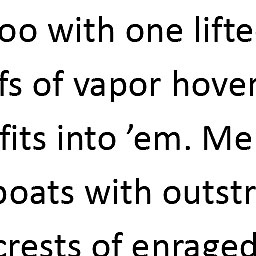 oo with one lifte
fs of vapor hover
fits into ’em. Me
boats with outstr
crests of enraged